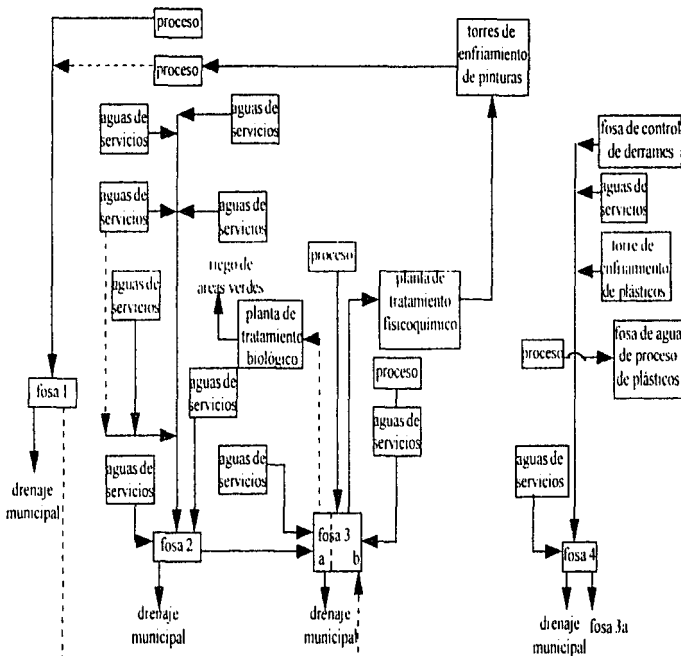 proceso
proceso
torres de
enfriamiento
de pinturas
aguas de
servicios
aguas de
servicios
fosa de control
de derrames
aguas de
servicios
aguas de
servicios
aguas de
servicios
torre de
enfriamiento
de plásticos
riego de
areas verdes
proceso
planta de
tratamiento
fisicoquímico
aguas de
servicios
planta de
tratamiento
biológico
proceso
fosa de agua
de proceso
de plásticos
fosa 1
aguas de
servicios
proceso
aguas de
servicios
drenaje
municipal
aguas de
servicios
aguas de
servicios
aguas de
servicios
fosa 2
fosa 3
a b
fosa 4
drenaje
municipal
drenaje
municipal
drenaje
municipal
fosa 3a